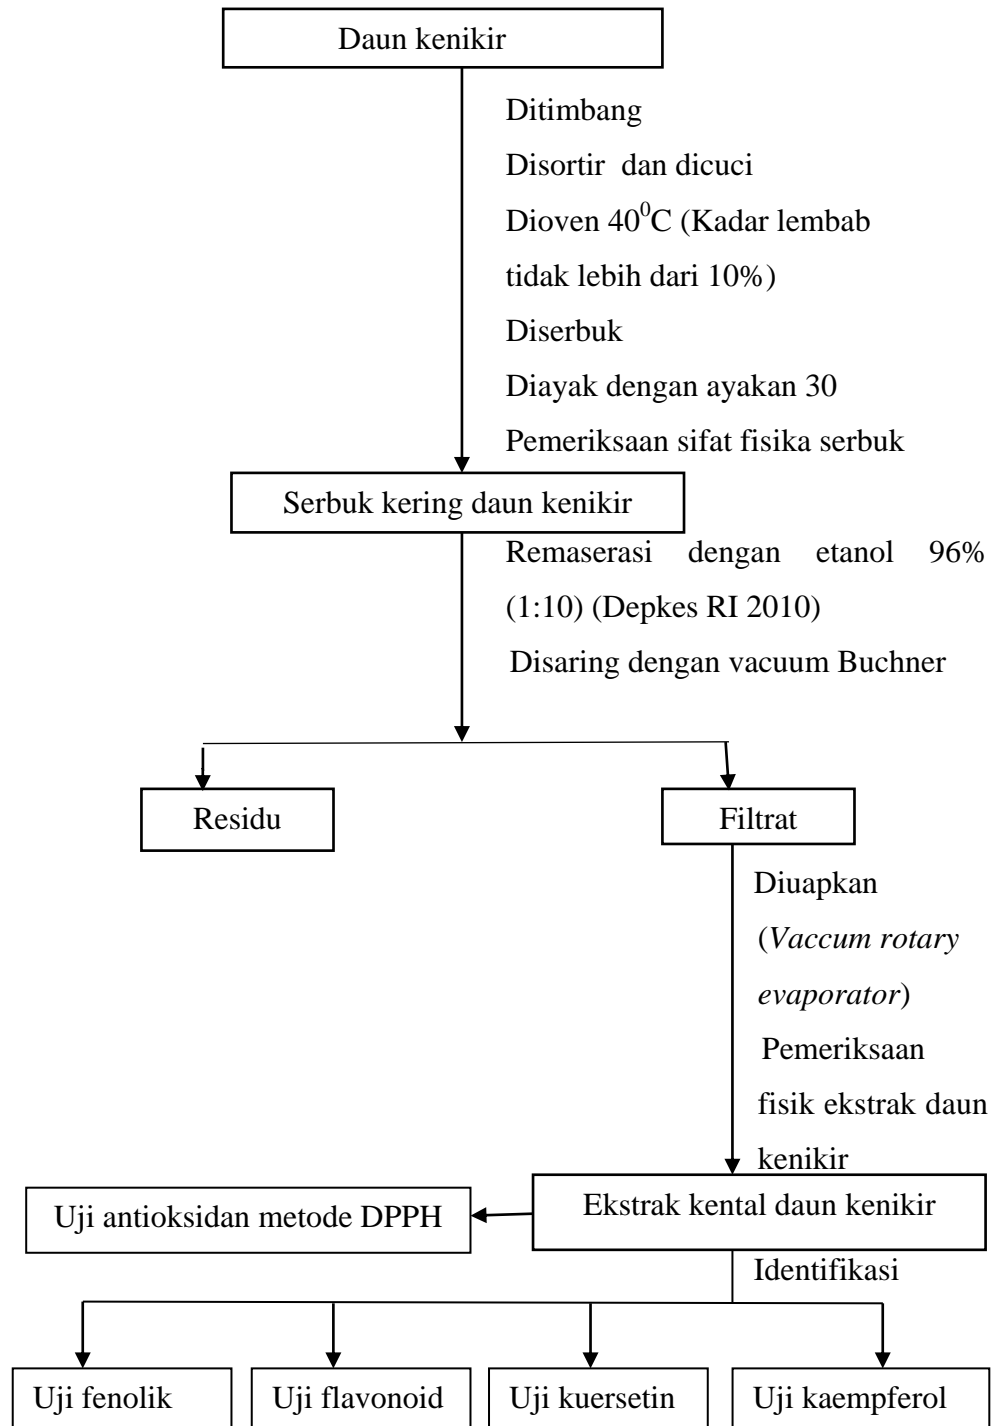 Daun kenikir
Ditimbang
Disortir dan dicuci
Dioven 40⁰C (Kadar lembab
tidak lebih dari 10%)
Diserbuk
Diayak dengan ayakan 30
Pemeriksaan sifat fisika serbuk
Serbuk kering daun kenikir
Remaserasi dengan etanol 96%
(1:10) (Depkes RI 2010)
Disaring dengan vacuum Buchner
Residu
Filtrat
Diuapkan
(Vaccum rotary
evaporator)
Pemeriksaan
fisik ekstrak daun
kenikir
Uji antioksidan metode DPPH
Ekstrak kental daun kenikir
Identifikasi
Uji fenolik
Uji flavonoid
Uji kuersetin
Uji kaempferol